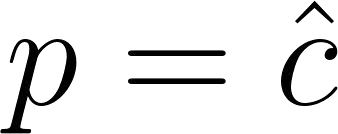 p = ĉ